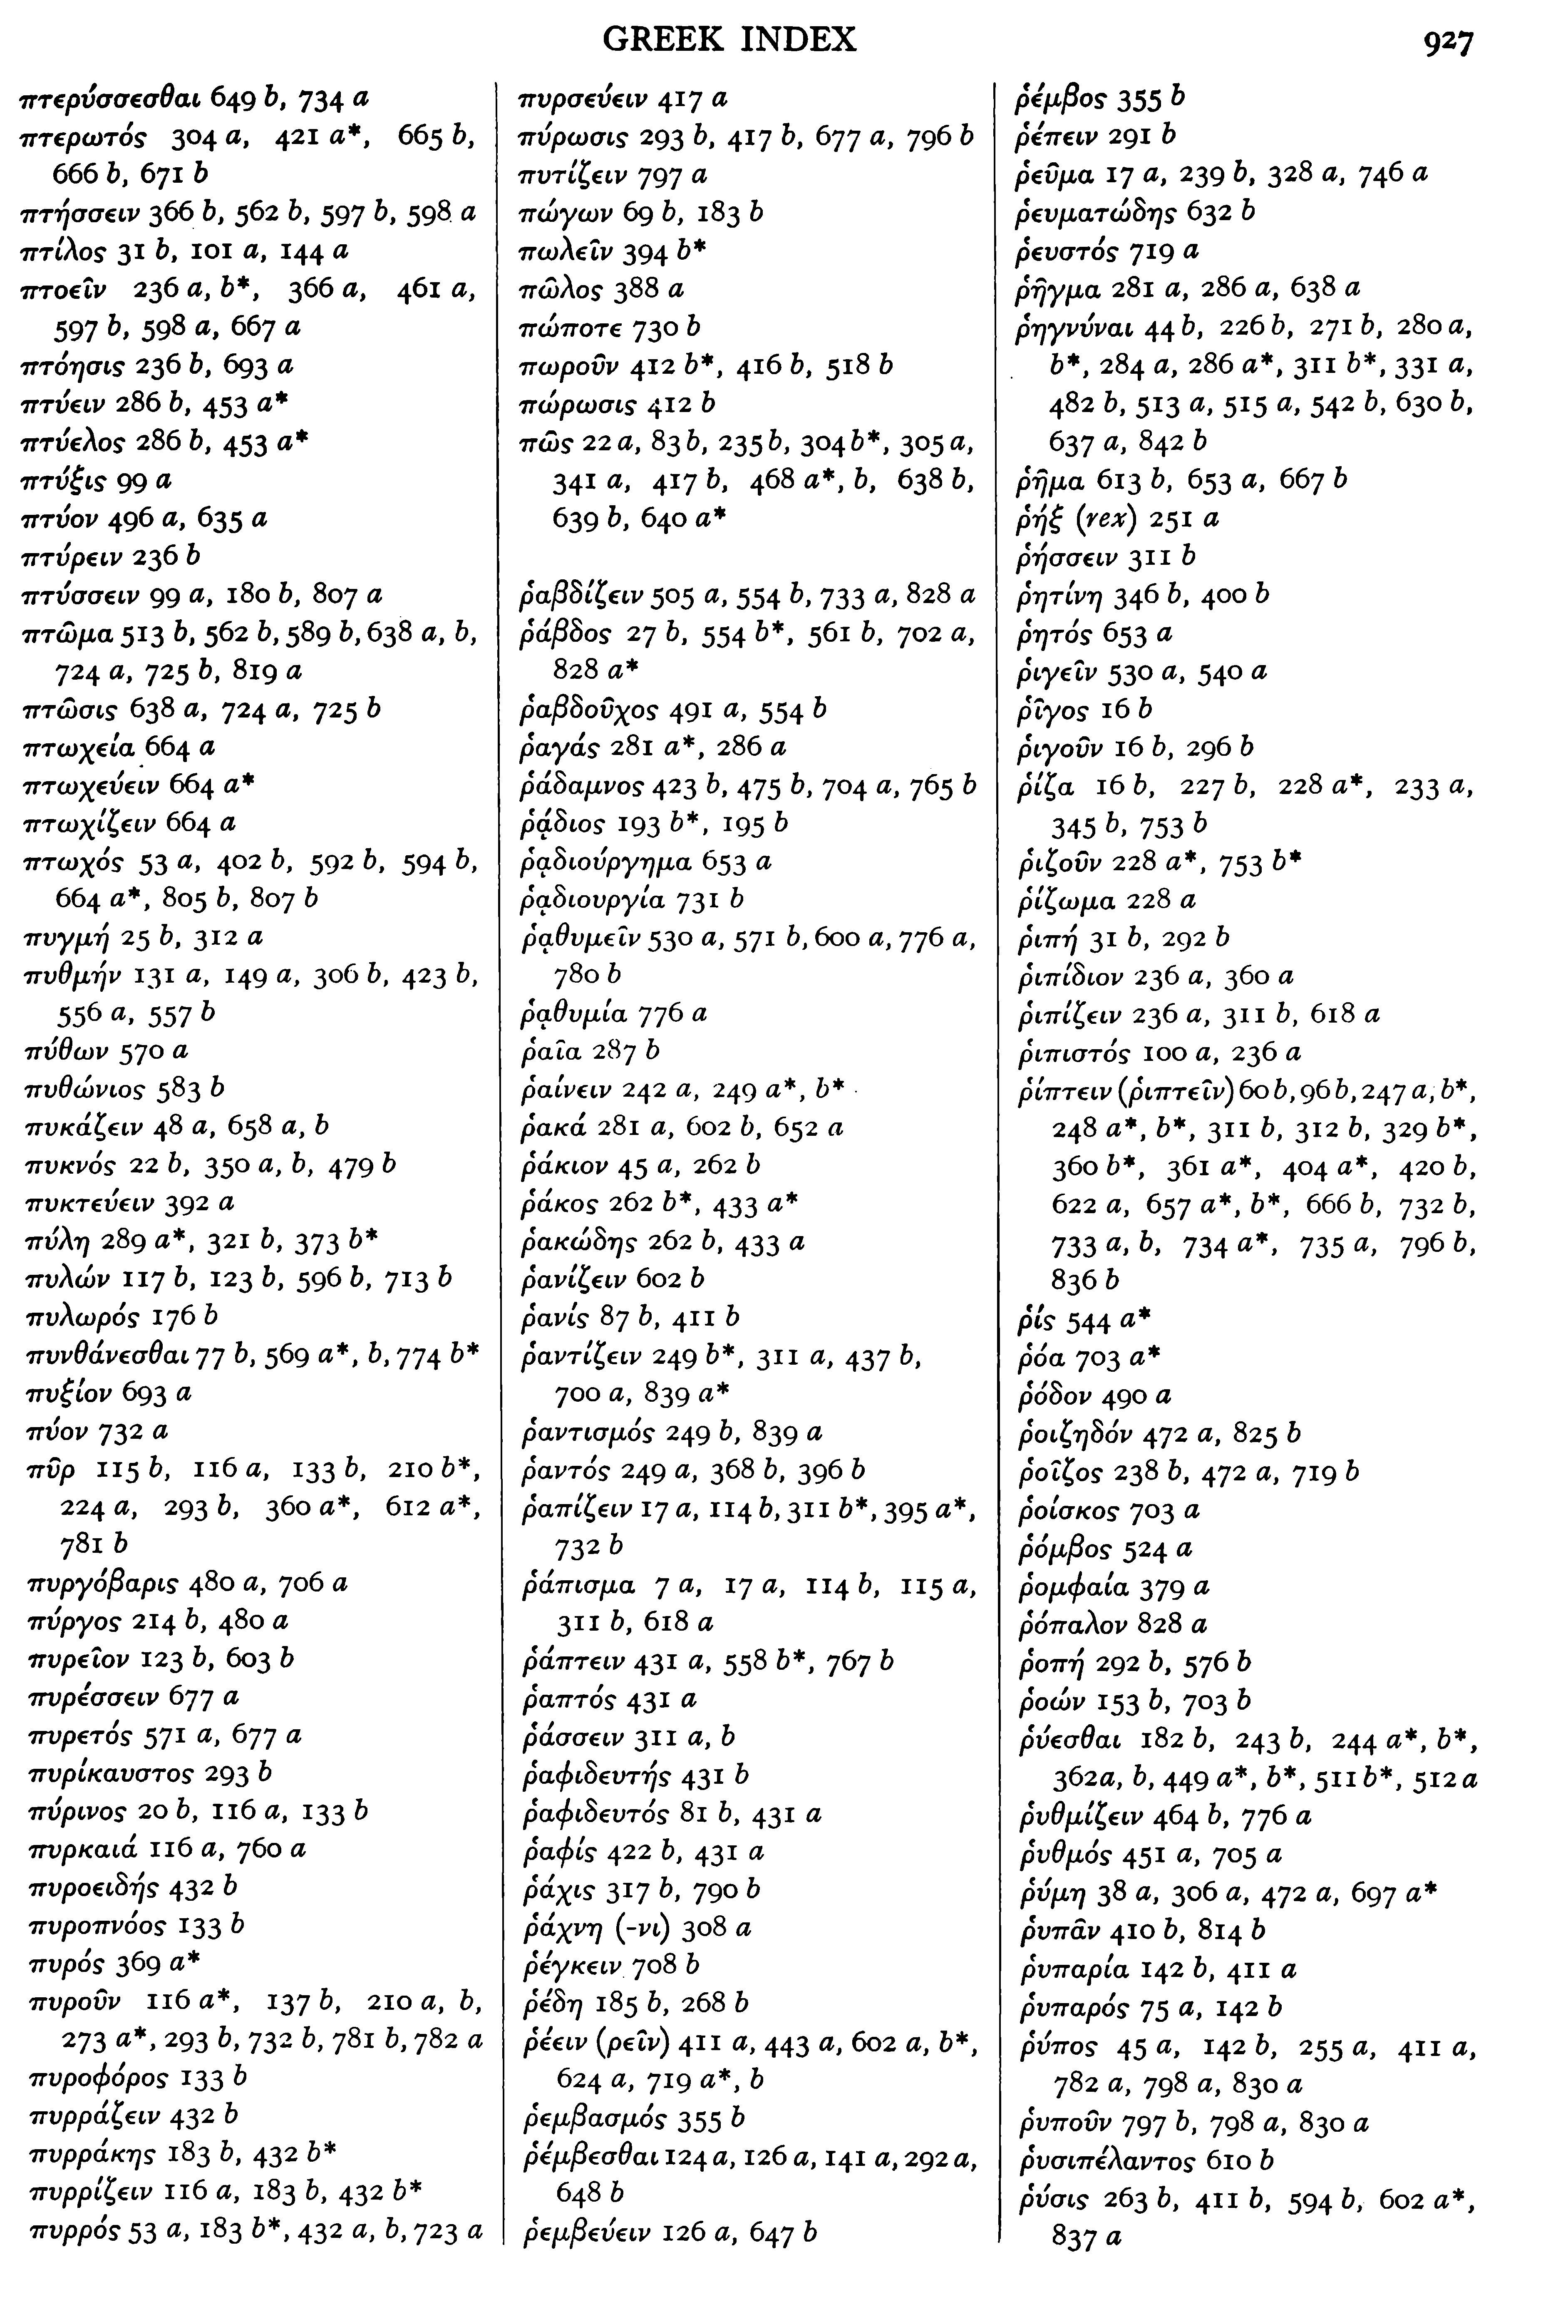 GREEK INDEX 927
πτερύσσεσθαι 649 b, 734 a
πτερωτός 304 a, 421 a*, 665 b,
666 b, 671 b
πτήσσειν 366 b, 562 b, 597 b, 598 a
πτίλος 31 b, 101 a, 144 a
πτοεῖν 236 a, b*, 366 a, 461 a,
597 b, 598 a, 667 a
πτόησις 236 b, 693 a
πτύειν 286 b, 453 a*
πτύελος 286 b, 453 a*
πτύξις 99 a
πτύον 496 a, 635 a
πτύρειν 236 b
πτύσσειν 99 a, 180 b, 807 a
πτῶμα 513 b, 562 b, 589 b, 638 a, b,
724 a, 725 b, 819 a
πτῶσις 638 a, 724 a, 725 b
πτωχεία 664 a
πτωχεύειν 664 a*
πτωχίζειν 664 a
πτωχός 53 a, 402 b, 592 b, 594 b,
664 a*, 805 b, 807 b
πυγμή 25 b, 312 a
πυθμήν 131 a, 149 a, 306 b, 423 b,
556 a, 557 b
πύθων 570 a
πυθώνιος 583 b
πυκάζειν 48 a, 658 a, b
πυκνός 22 b, 350 a, b, 479 b
πυκτεύειν 392 a
πύλη 289 a*, 321 b, 373 b*
πυλών 117 b, 123 b, 596 b, 713 b
πυλωρός 176 b
πυνθάνεσθαι 77 b, 569 a*, b, 774 b*
πυξίον 693 a
πύον 732 a
πῦρ 115 b, 116 a, 133 b, 210 b*,
224 a, 293 b, 360 a*, 612 a*,
781 b
πυργόβαρις 480 a, 706 a
πύργος 214 b, 480 a
πυρεῖον 123 b, 603 b
πυρέσσειν 677 a
πυρετός 571 a, 677 a
πυρίκαυστος 293 b
πύρινος 20 b, 116 a, 133 b
πυρκαιά 116 a, 760 a
πυροειδής 432 b
πυροπνόος 133 b
πυρός 369 a*
πυροῦν 116 a*, 137 b, 210 a, b,
273 a*, 293 b, 732 b, 781 b, 782 a
πυροφόρος 133 b
πυρράζειν 432 b
πυρράκης 183 b, 432 b*
πυρρίζειν 116 a, 183 b, 432 b*
πυρρός 53 a, 183 b*, 432 a, b, 723 a
πυρσεύειν 417 a
πύρωσις 293 b, 417 b, 677 a, 796 b
πυτίζειν 797 a
πώγων 69 b, 183 b
πωλεῖν 394 b*
πῶλος 388 a
πώποτε 730 b
πωροῦν 412 b*, 416 b, 518 b
πώρωσις 412 b
πῶς 22 a, 83 b, 235 b, 304 b*, 305 a,
341 a, 417 b, 468 a*, b, 638 b,
639 b, 640 a*
ῥαβδίζειν 505 a, 554 b, 733 a, 828 a
ῥάβδος 27 b, 554 b*, 561 b, 702 a,
828 a*
ῥαβδοῦχος 491 a, 554 b
ῥαγάς 281 a*, 286 a
ῥάδαμνος 423 b, 475 b, 704 a, 765 b
ῥᾴδιος 193 b*, 195 b
ῥᾳδιούργημα 653 a
ῥᾳδιουργία 731 b
ῥᾳθυμεῖν 530 a, 571 b, 600 a, 776 a,
780 b
ῥᾳθυμία 776 a
ῥαῖα 287 b
ῥαίνειν 242 a, 249 a*, b*
ῥακά 281 a, 602 b, 652 a
ῥάκιον 45 a, 262 b
ῥάκος 262 b*, 433 a*
ῥακώδης 262 b, 433 a
ῥανίζειν 602 b
ῥανίς 87 b, 411 b
ῥαντίζειν 249 b*, 311 a, 437 b,
700 a, 839 a*
ῥαντισμός 249 b, 839 a
ῥαντός 249 a, 368 b, 396 b
ῥαπίζειν 17 a, 114 b, 311 b*, 395 a*,
732 b
ῥάπισμα 7 a, 17 a, 114 b, 115 a,
311 b, 618 a
ῥάπτειν 431 a, 558 b*, 767 b
ῥαπτός 431 a
ῥάσσειν 311 a, b
ῥαφιδευτής 431 b
ῥαφιδευτός 81 b, 431 a
ῥαφίς 422 b, 431 a
ῥάχις 317 b, 790 b
ῥάχνη (-νι) 308 a
ῥέγκειν 708 b
ῥέδη 185 b, 268 b
ῥέειν (ρεῖν) 411 a, 443 a, 602 a, b*,
624 a, 719 a*, b
ῥεμβασμός 355 b
ῥέμβεσθαι 124 a, 126 a, 141 a, 292 a,
648 b
ῥεμβεύειν 126 a, 647 b
ῥέμβος 355 b
ῥέπειν 291 b
ῥεῦμα 17 a, 239 b, 328 a, 746 a
ῥευματώδης 632 b
ῥευστός 719 a
ῥῆγμα 281 a, 286 a, 638 a
ῥηγνύναι 44 b, 226 b, 271 b, 280 a,
b*, 284 a, 286 a*, 311 b*, 331 a,
482 b, 513 a, 515 a, 542 b, 630 b,
637 a, 842 b
ῥῆμα 613 b, 653 a, 667 b
ῥήξ (rex) 251 a
ῥήσσειν 311 b
ῥητίνη 346 b, 400 b
ῥητός 653 a
ῥιγεῖν 530 a, 540 a
ῥῖγος 16 b
ῥιγοῦν 16 b, 296 b
ῥίζα 16 b, 227 b, 228 a*, 233 a,
345 b, 753 b
ῥιζοῦν 228 a*, 753 b*
ῥίζωμα 228 a
ῥιπή 31 b, 292 b
ῥιπίδιον 236 a, 360 a
ῥιπίζειν 236 a, 311 b, 618 a
ῥιπιστός 100 a, 236 a
ῥίπτειν (ῥιπτεῖν) 60 b, 96 b, 247 a, b*,
248 a*, b*, 311 b, 312 b, 329 b*,
360 b*, 361 a*, 404 a*, 420 b,
622 a, 657 a*, b*, 666 b, 732 b,
733 a, b, 734 a*, 735 a, 796 b,
836 b
ῥίς 544 a*
ῥόα 703 a*
ῥόδον 490 a
ῥοιζηδόν 472 a, 825 b
ῥοῖζος 238 b, 472 a, 719 b
ῥοίσκος 703 a
ῥόμβος 524 a
ῥομφαία 379 a
ῥόπαλον 828 a
ῥοπή 292 b, 576 b
ῥοών 153 b, 703 b
ῥύεσθαι 182 b, 243 b, 244 a*, b*,
362a, b, 449 a*, b*, 511 b*, 512 a
ῥυθμίζειν 464 b, 776 a
ῥυθμός 451 a, 705 a
ῥύμη 38 a, 306 a, 472 a, 697 a*
ῥυπᾶν 410 b, 814 b
ῥυπαρία 142 b, 411 a
ῥυπαρός 75 a, 142 b
ῥύπος 45 a, 142 b, 255 a, 411 a,
782 a, 798 a, 830 a
ῥυποῦν 797 b, 798 a, 830 a
ῥυσιπέλαντος 610 b
ῥύσις 263 b, 411 b, 594 b, 602 a*,
837 a